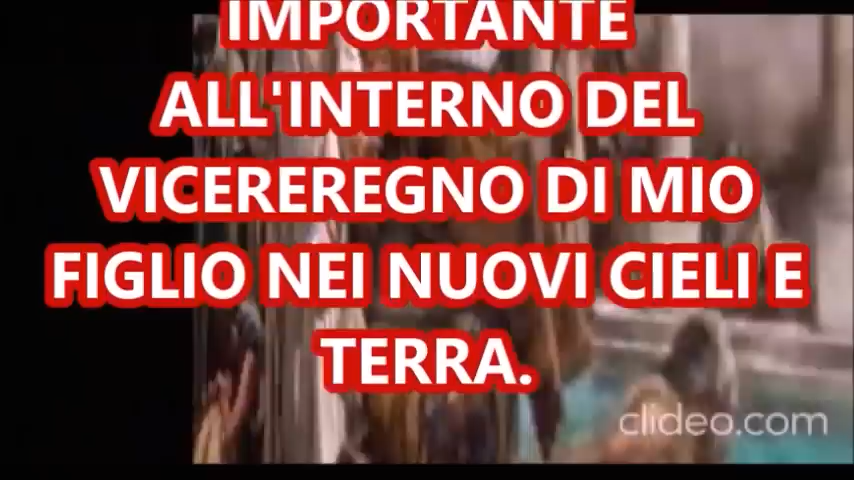 IMPORTANTE
ALL'INTERNO DEL
VICEREREGNO DI MIO
FIGLIO NEI NUOVI CIELI E
TERRA.
clideo.com